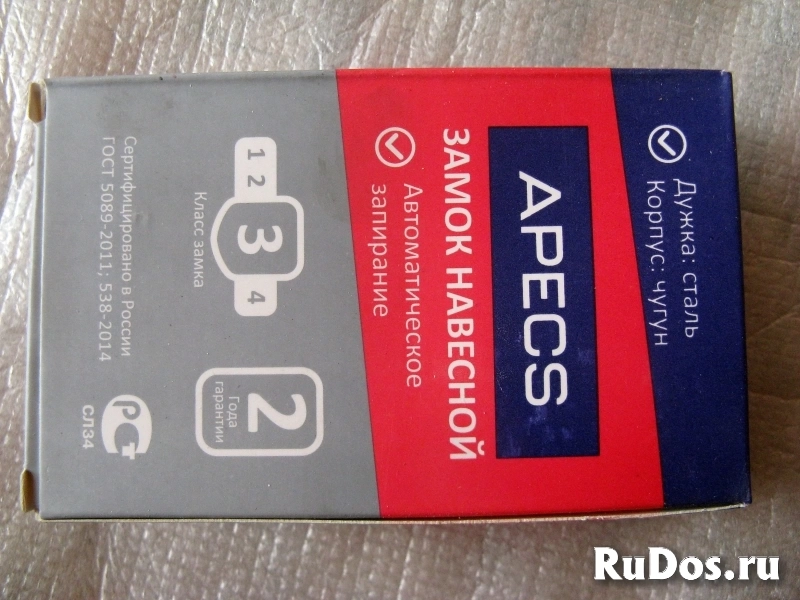 Дужка: сталь
Корпус: чугун
APECS
ЗАМОК НАВЕСНОЙ
Автоматическое
запирание
1 2 3 4
Класс замка
2
Года
гарантии
Сертифицировано в России
ГОСТ 5089-2011; 538-2014
РСТ
СЛ34
RuDos.ru